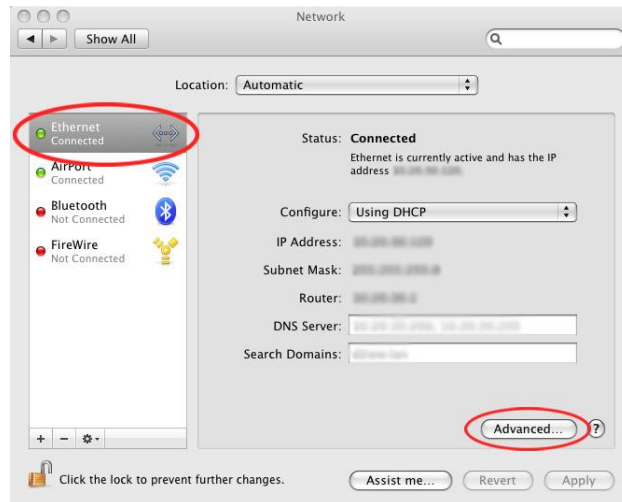 Network
Show All
Location: Automatic
Ethernet
Connected
AirPort
Connected
Bluetooth
Not Connected
FireWire
Not Connected
Status: Connected
Ethernet is currently active and has the IP
address
Configure: Using DHCP
IP Address:
Subnet Mask:
Router:
DNS Server:
Search Domains:
Advanced... ?
+ −
Click the lock to prevent further changes.
Assist me... Revert Apply